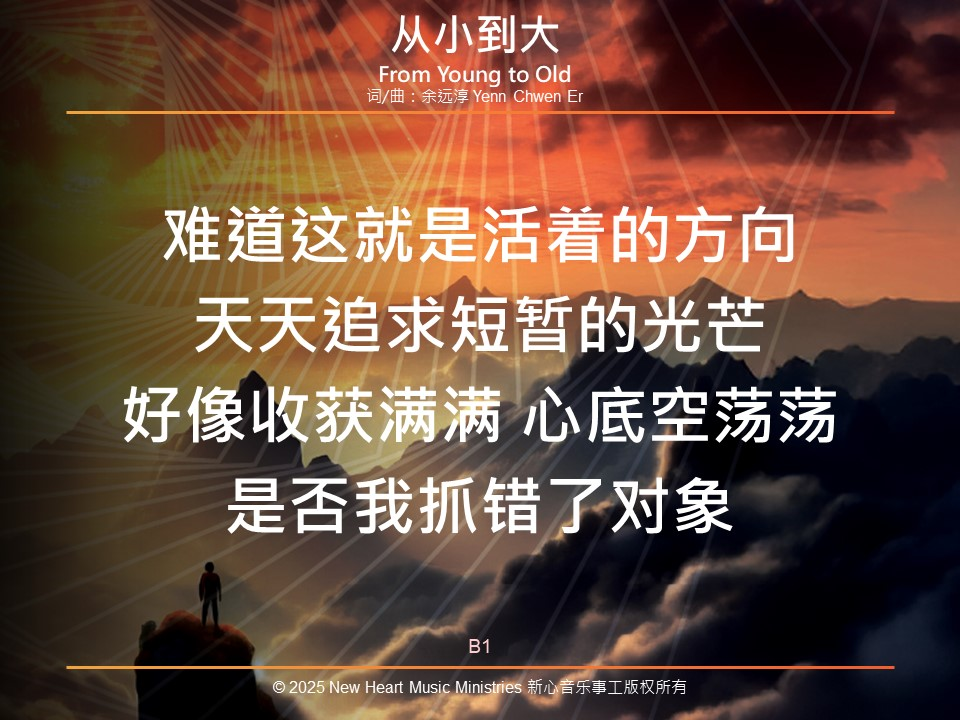 从小到大
From Young to Old
词/曲：余远淳 Yenn Chwen Er
难道这就是活着的方向
天天追求短暂的光芒
好像收获满满 心底空荡荡
是否我抓错了对象
B1
© 2025 New Heart Music Ministries 新心音乐事工版权所有